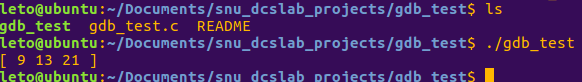 leto@ubuntu:~/Documents/snu_dcslab_projects/gdb_test$ ls
gdb_test  gdb_test.c  README
leto@ubuntu:~/Documents/snu_dcslab_projects/gdb_test$ ./gdb_test
[ 9 13 21 ]
leto@ubuntu:~/Documents/snu_dcslab_projects/gdb_test$